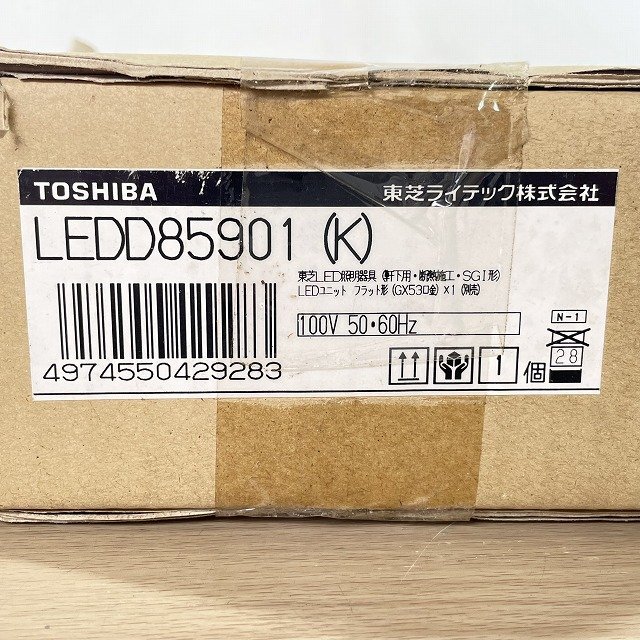 TOSHIBA 東芝ライテック株式会社
LEDD85901 (K)
東芝LED照明器具 (軒下用・断熱施工・SGI形)
LEDユニット フラット形 (GX53口金) X1 (別売)
100V 50・60Hz
N-1
28
1 個
4974550429283